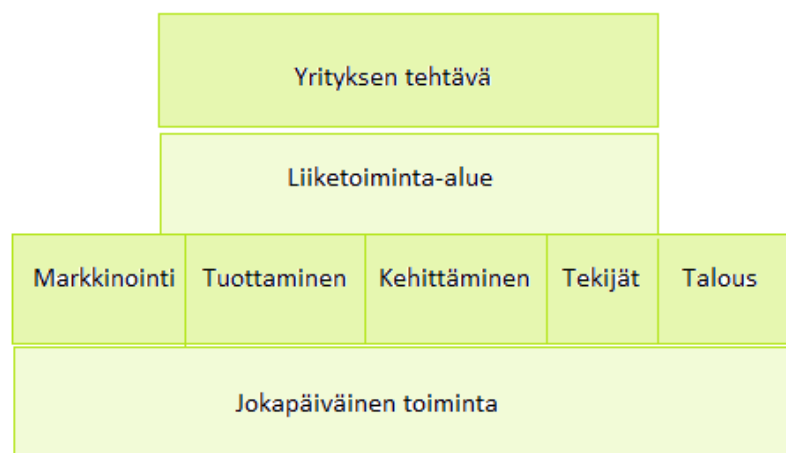 Yrityksen tehtävä
Liiketoiminta-alue
Markkinointi Tuottaminen Kehittäminen Tekijät Talous
Jokapäiväinen toiminta